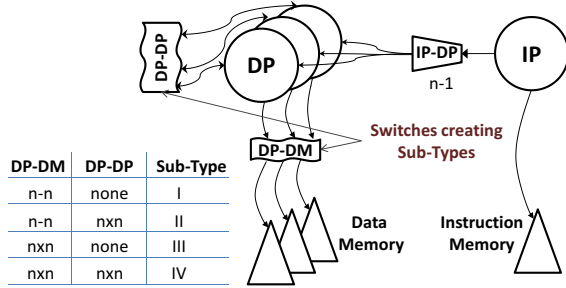 DP-DP
DP
IP-DP
IP
n-1
Switches creating
Sub-Types
DP-DM
DP-DM DP-DP Sub-Type
n-n none I
n-n nxn II
nxn none III
nxn nxn IV
Data
Memory
Instruction
Memory